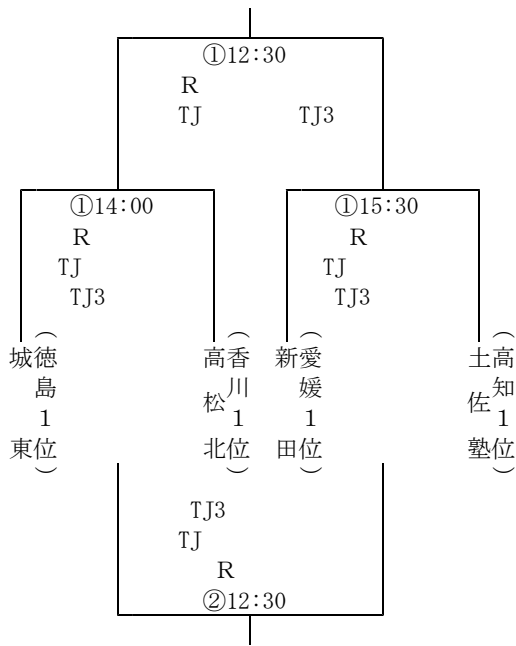 ①12:30
R
TJ TJ3
①14:00 ①15:30
R R
TJ TJ
TJ3 TJ3
城東（徳島１位）
高松北（香川１位）
新田（愛媛１位）
土佐塾（高知１位）
TJ3
TJ
R
②12:30